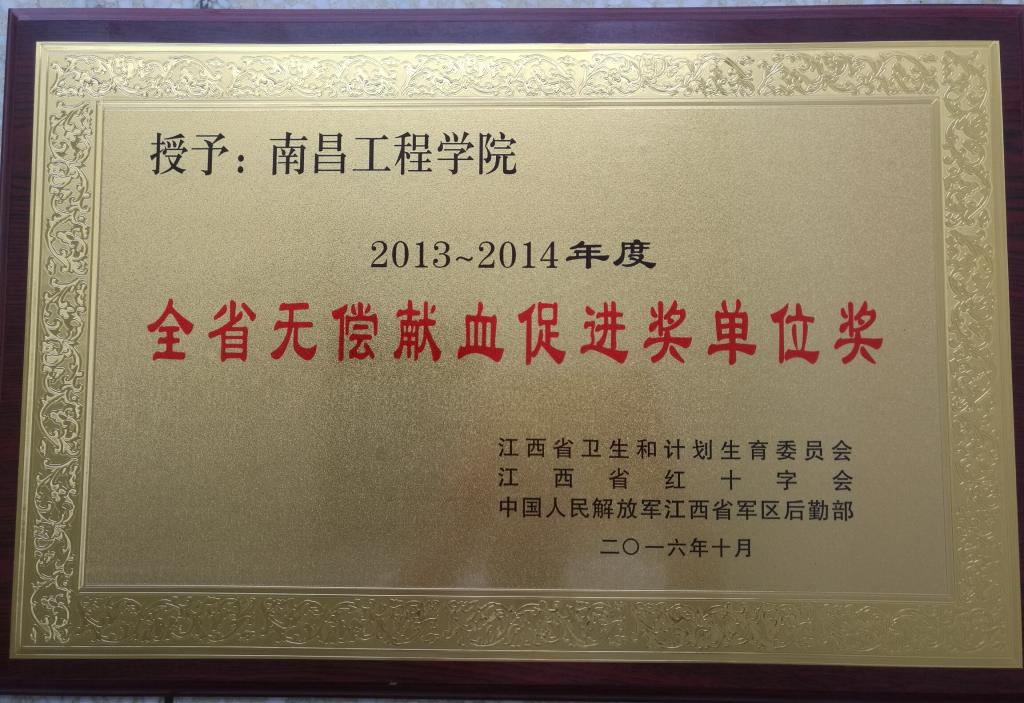 授予：南昌工程学院
2013~2014年度
全省无偿献血促进奖单位奖
江西省卫生和计划生育委员会
江西省红十字会
中国人民解放军江西省军区后勤部
二〇一六年十月